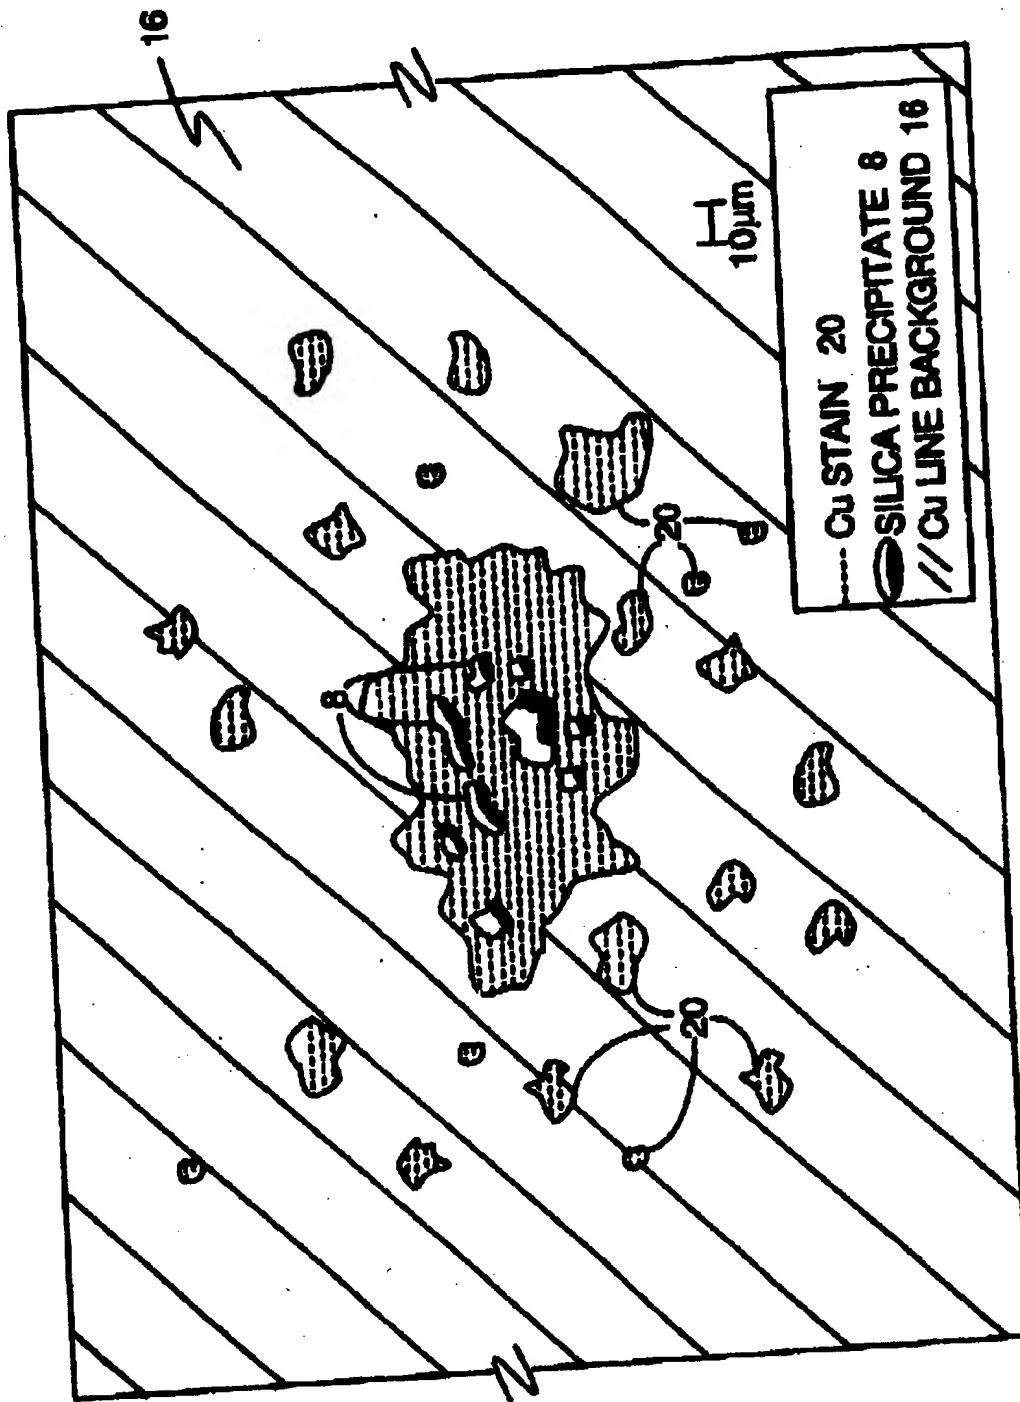 16
8
20
20
10μm
Cu STAIN 20
SILICA PRECIPITATE 8
// Cu LINE BACKGROUND 16